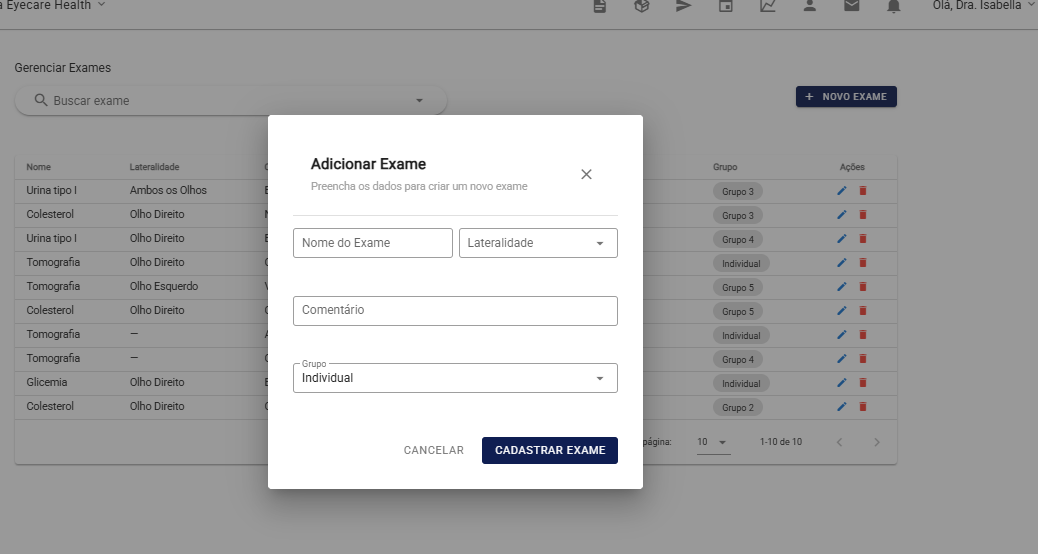 Eyecare Health
Olá, Dra. Isabella
Gerenciar Exames
Buscar exame
+ NOVO EXAME
Adicionar Exame
Preencha os dados para criar um novo exame
Nome do Exame
Lateralidade
Comentário
Grupo
Individual
CANCELAR
CADASTRAR EXAME
Nome Lateralidade Grupo Ações
Urina tipo I Ambos os Olhos Grupo 3
Colesterol Olho Direito Grupo 3
Urina tipo I Olho Direito Grupo 4
Tomografia Olho Direito Individual
Tomografia Olho Esquerdo Grupo 5
Colesterol Olho Direito Grupo 5
Tomografia — Individual
Tomografia — Grupo 4
Glicemia Olho Direito Individual
Colesterol Olho Direito Grupo 2
página: 10 1-10 de 10